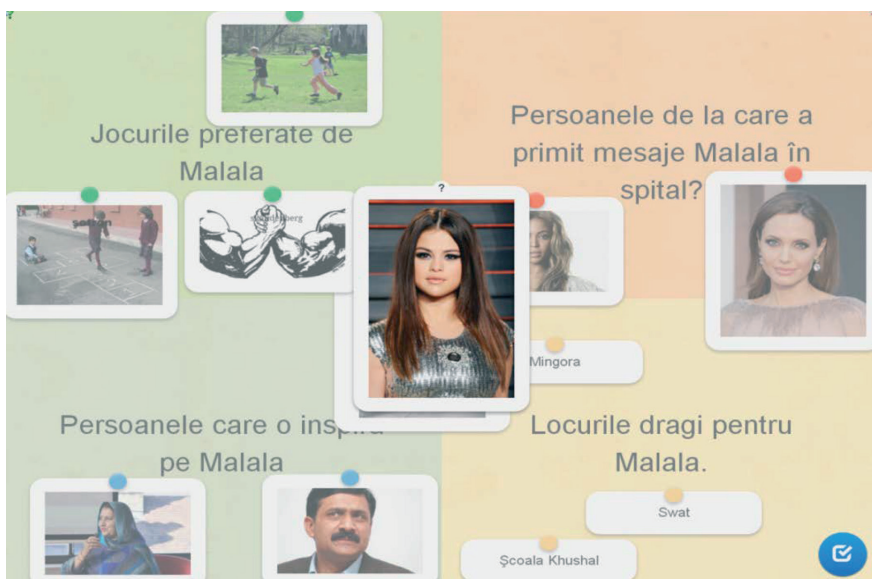 Jocurile preferate de
Malala
Persoanele de la care a
primit mesaje Malala în
spital?
?
Mingora
Persoanele care o inspiră
pe Malala
Locurile dragi pentru
Malala.
Swat
Școala Khushal